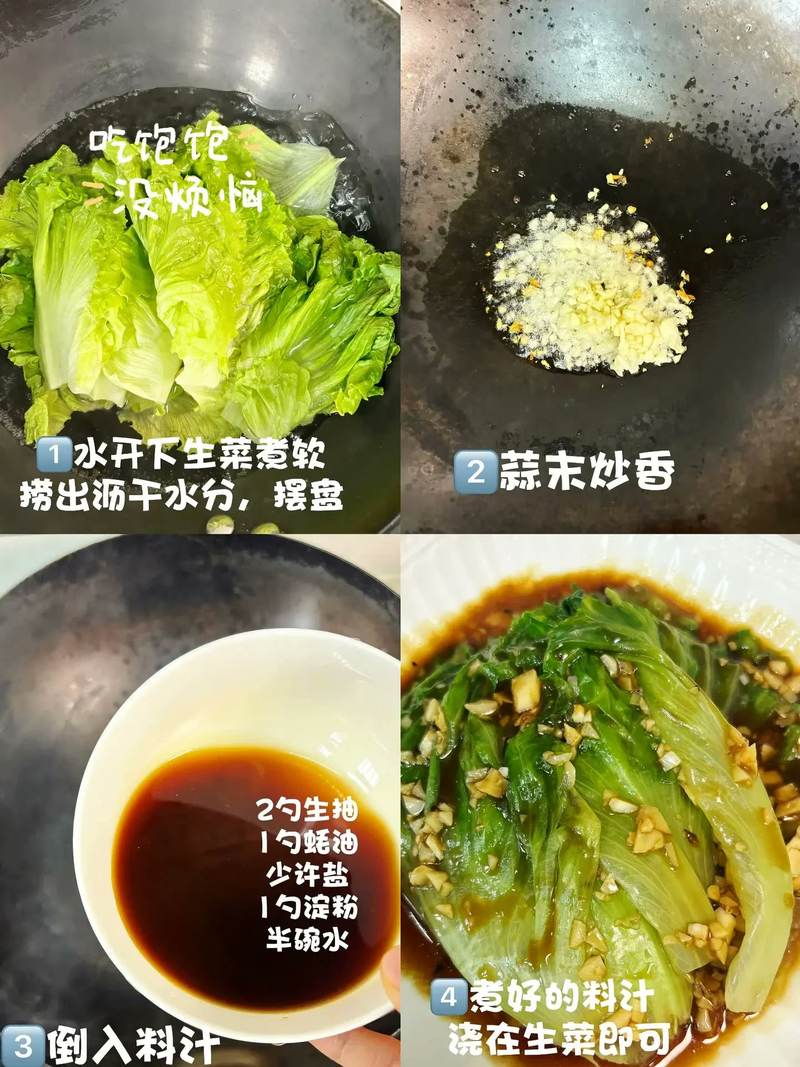 吃饱饱
没烦恼
1水开下生菜煮软
捞出沥干水分，摆盘
2蒜末炒香
2勺生抽
1勺蚝油
少许盐
1勺淀粉
半碗水
3倒入料汁
4煮好的料汁
浇在生菜即可